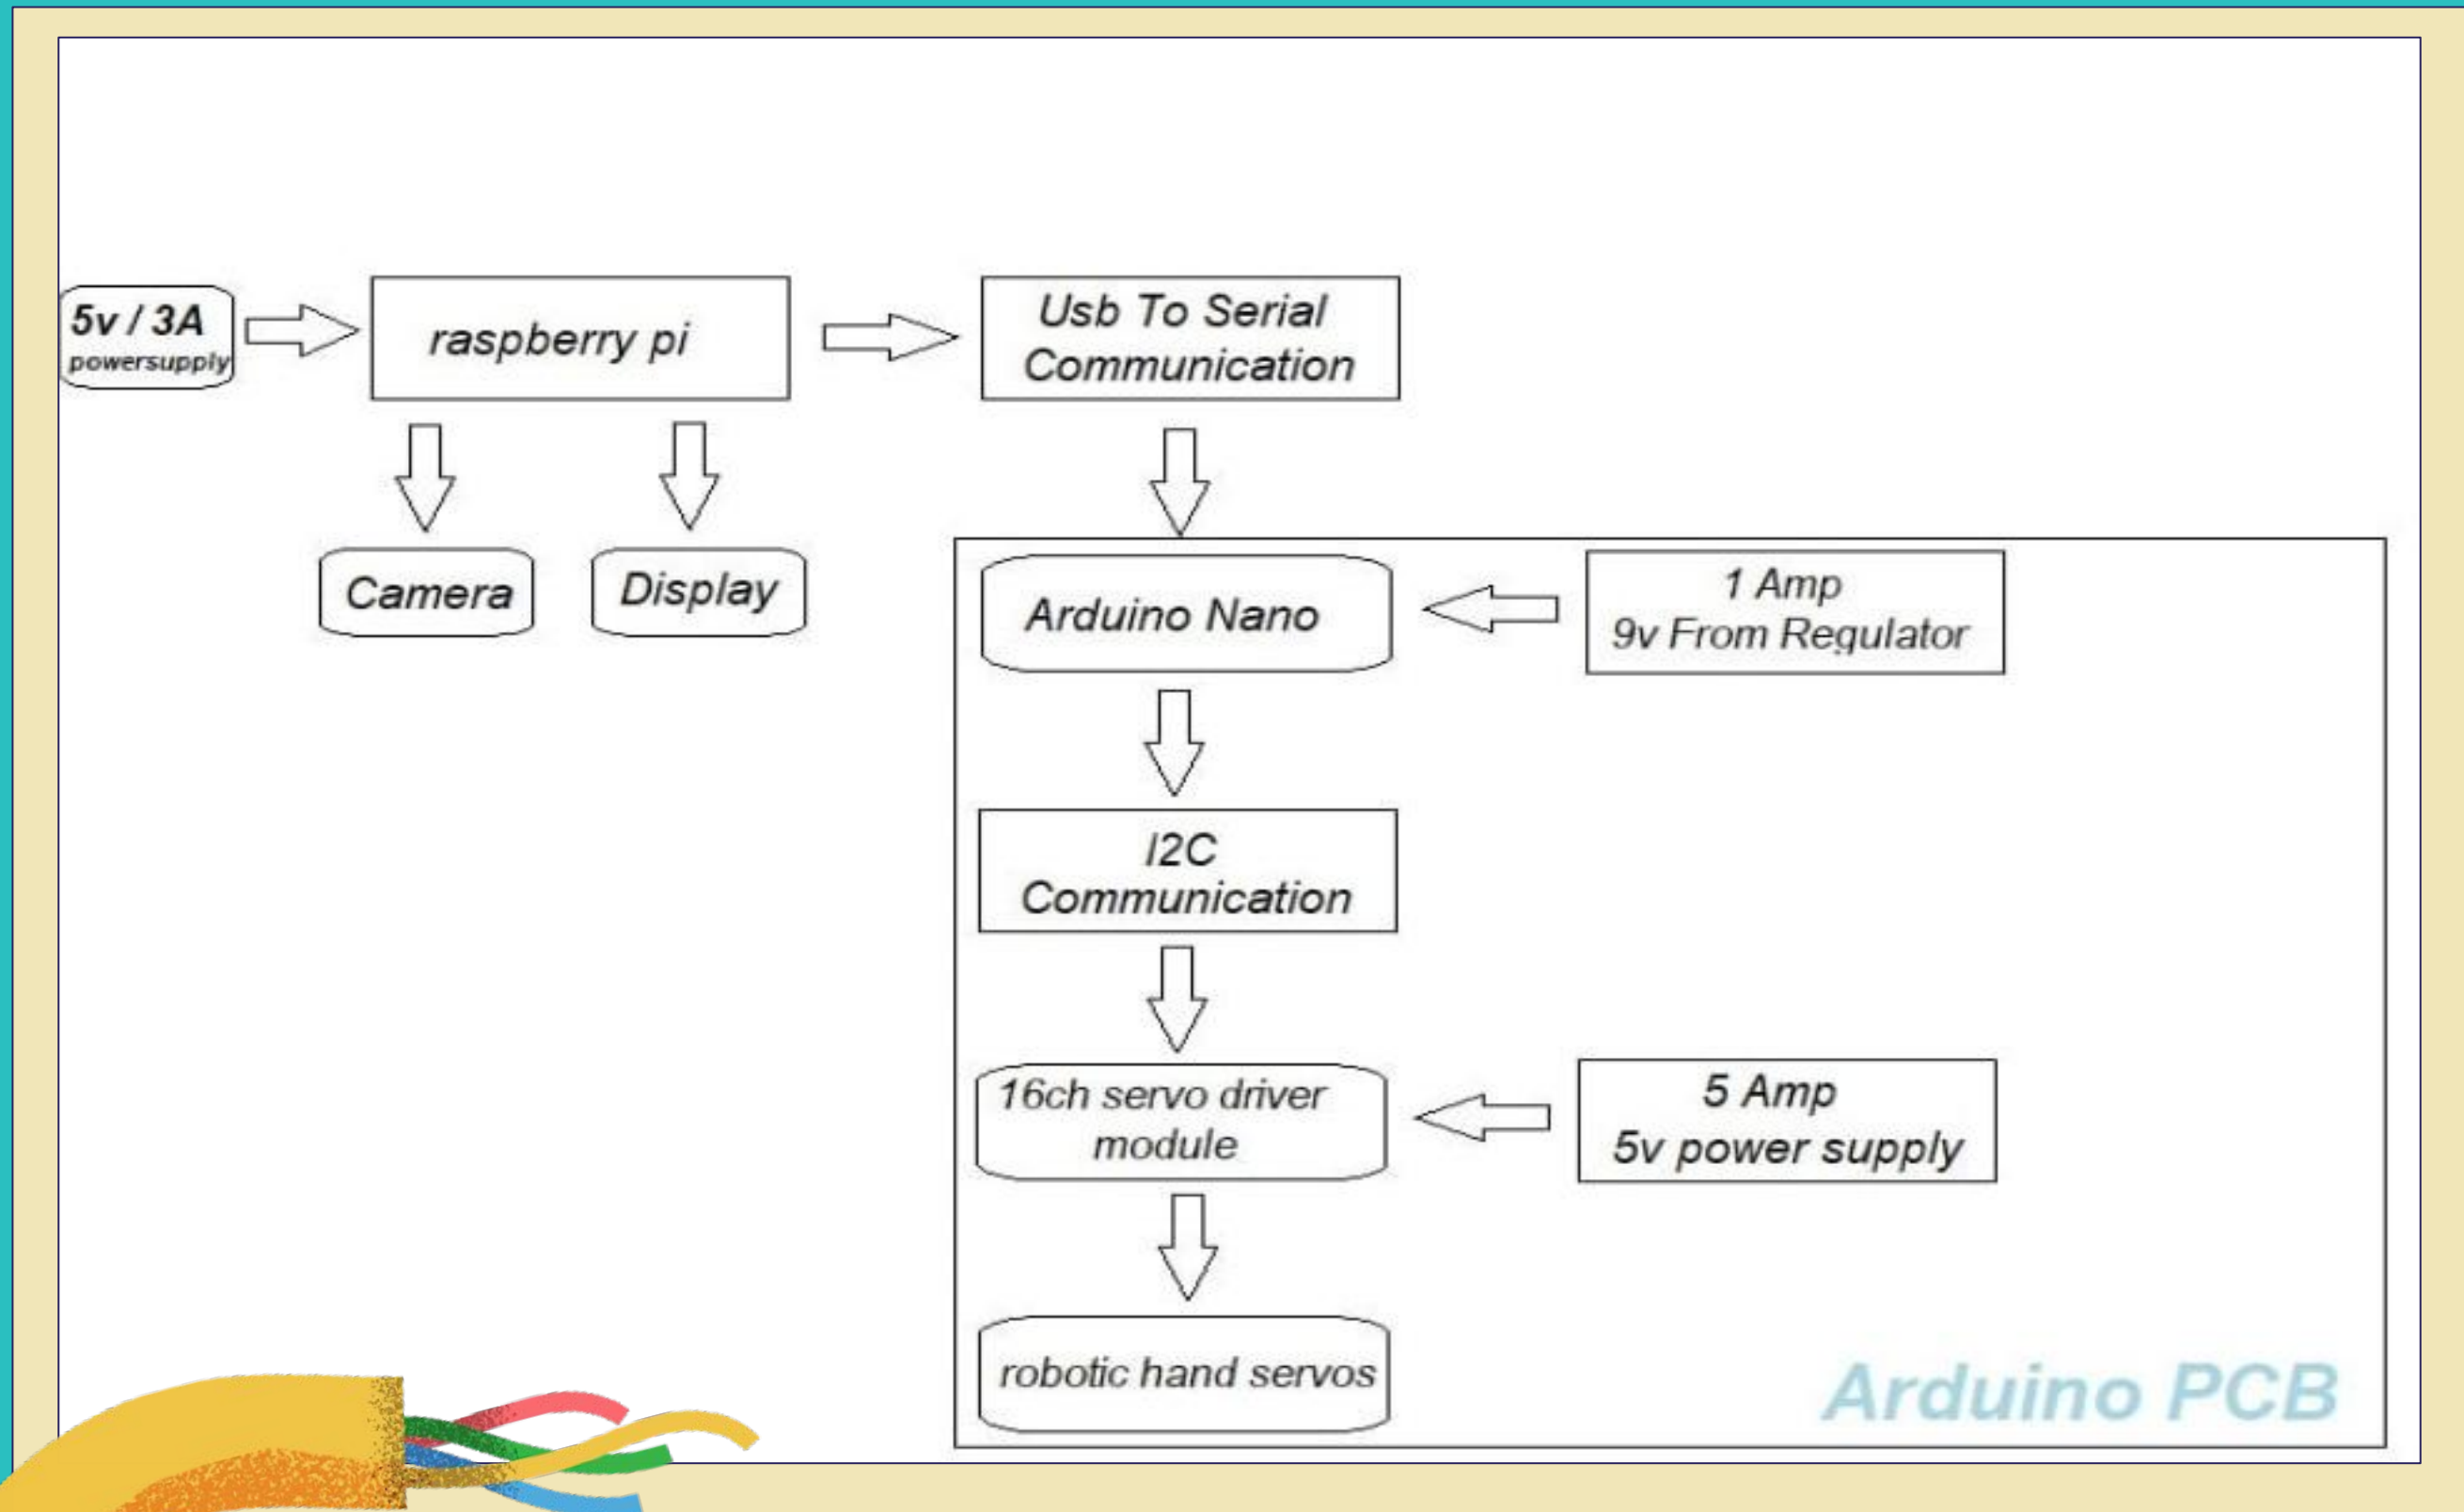 5v / 3A
powersupply
raspberry pi
Usb To Serial
Communication
Camera
Display
Arduino Nano
1 Amp
9v From Regulator
I2C
Communication
16ch servo driver
module
5 Amp
5v power supply
robotic hand servos
Arduino PCB